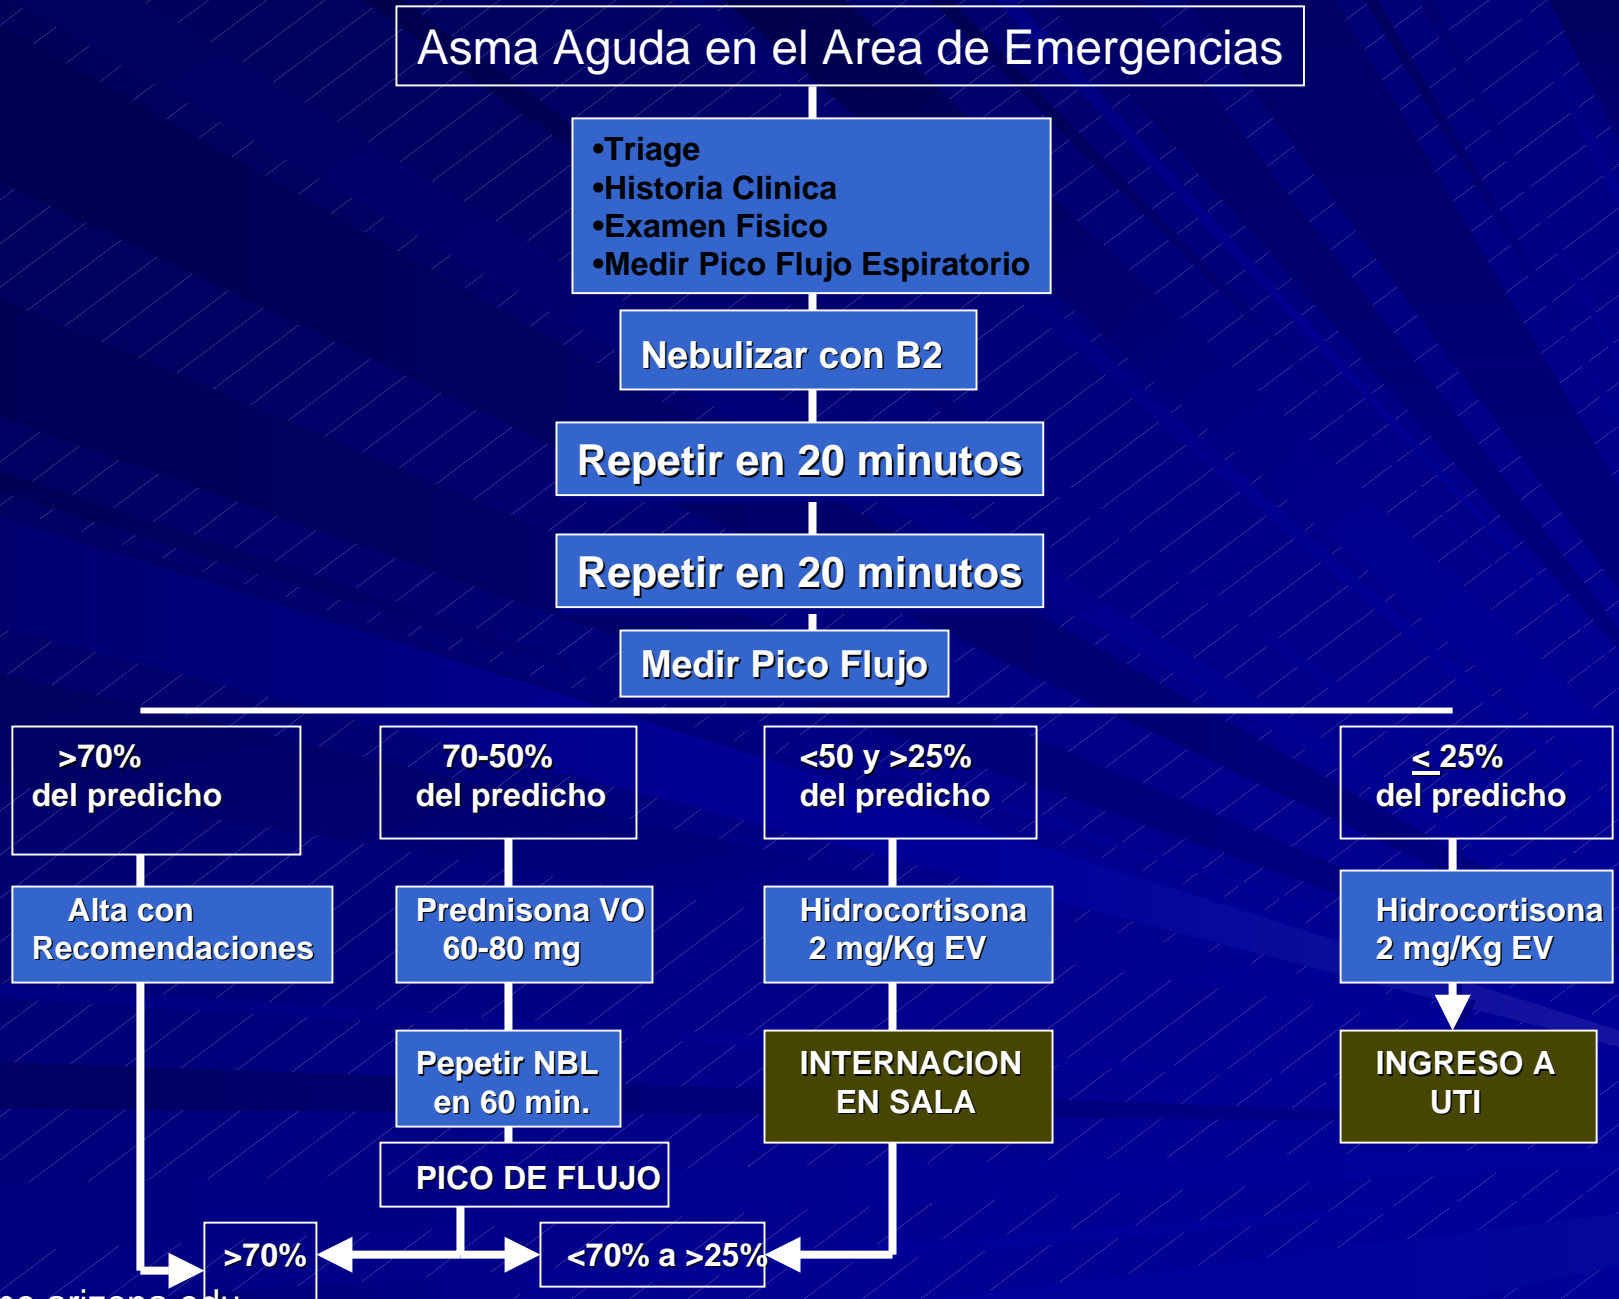 Asma Aguda en el Area de Emergencias
•Triage
•Historia Clinica
•Examen Fisico
•Medir Pico Flujo Espiratorio
Nebulizar con B2
Repetir en 20 minutos
Repetir en 20 minutos
Medir Pico Flujo
>70%
del predicho
70-50%
del predicho
<50 y >25%
del predicho
< 25%
del predicho
Alta con
Recomendaciones
Prednisona VO
60-80 mg
Hidrocortisona
2 mg/Kg EV
Hidrocortisona
2 mg/Kg EV
Pepetir NBL
en 60 min.
INTERNACION
EN SALA
INGRESO A
UTI
PICO DE FLUJO
>70%
<70% a >25%